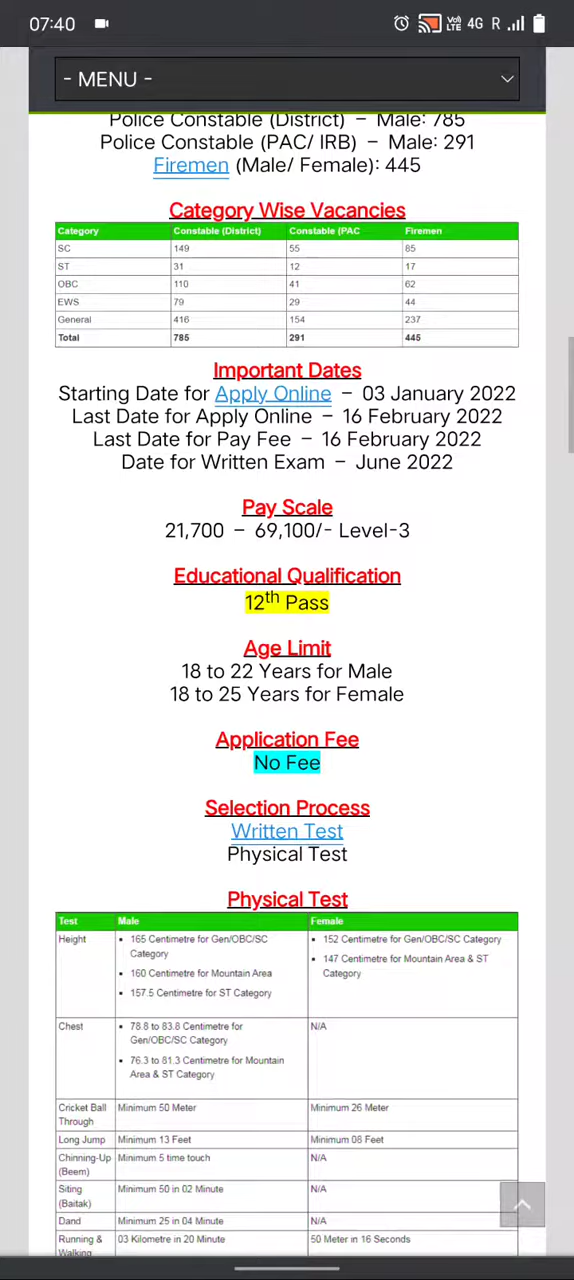 07:40 VoD LTE 4G R
- MENU -
Police Constable (District) – Male: 785
Police Constable (PAC/ IRB) – Male: 291
Firemen (Male/ Female): 445
Category Wise Vacancies
Category Constable (District) Constable (PAC Firemen
SC 149 55 85
ST 31 12 17
OBC 110 41 62
EWS 79 29 44
General 416 154 237
Total 785 291 445
Important Dates
Starting Date for Apply Online – 03 January 2022
Last Date for Apply Online – 16 February 2022
Last Date for Pay Fee – 16 February 2022
Date for Written Exam – June 2022
Pay Scale
21,700 – 69,100/- Level-3
Educational Qualification
12th Pass
Age Limit
18 to 22 Years for Male
18 to 25 Years for Female
Application Fee
No Fee
Selection Process
Written Test
Physical Test
Physical Test
Test Male Female
Height
165 Centimetre for Gen/OBC/SC
Category
160 Centimetre for Mountain Area
157.5 Centimetre for ST Category
152 Centimetre for Gen/OBC/SC Category
147 Centimetre for Mountain Area & ST
Category
Chest
78.8 to 83.8 Centimetre for
Gen/OBC/SC Category
76.3 to 81.3 Centimetre for Mountain
Area & ST Category
N/A
Cricket Ball
Through
Minimum 50 Meter Minimum 26 Meter
Long Jump Minimum 13 Feet Minimum 08 Feet
Chinning-Up
(Beem)
Minimum 5 time touch N/A
Siting
(Baitak)
Minimum 50 in 02 Minute N/A
Dand Minimum 25 in 04 Minute N/A
Running &
Walking
03 Kilometre in 20 Minute 50 Meter in 16 Seconds